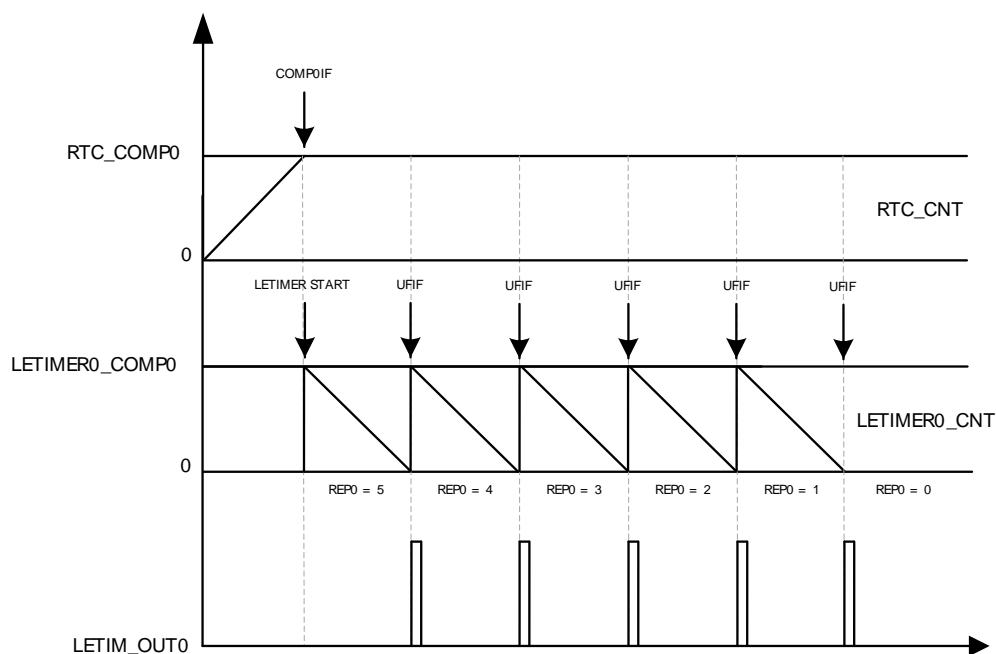 COMP0IF
RTC_COMP0
RTC_CNT
0
LETIMER START UFIF UFIF UFIF UFIF UFIF
LETIMER0_COMP0
LETIMER0_CNT
0
REP0 = 5 REP0 = 4 REP0 = 3 REP0 = 2 REP0 = 1 REP0 = 0
LETIM_OUT0